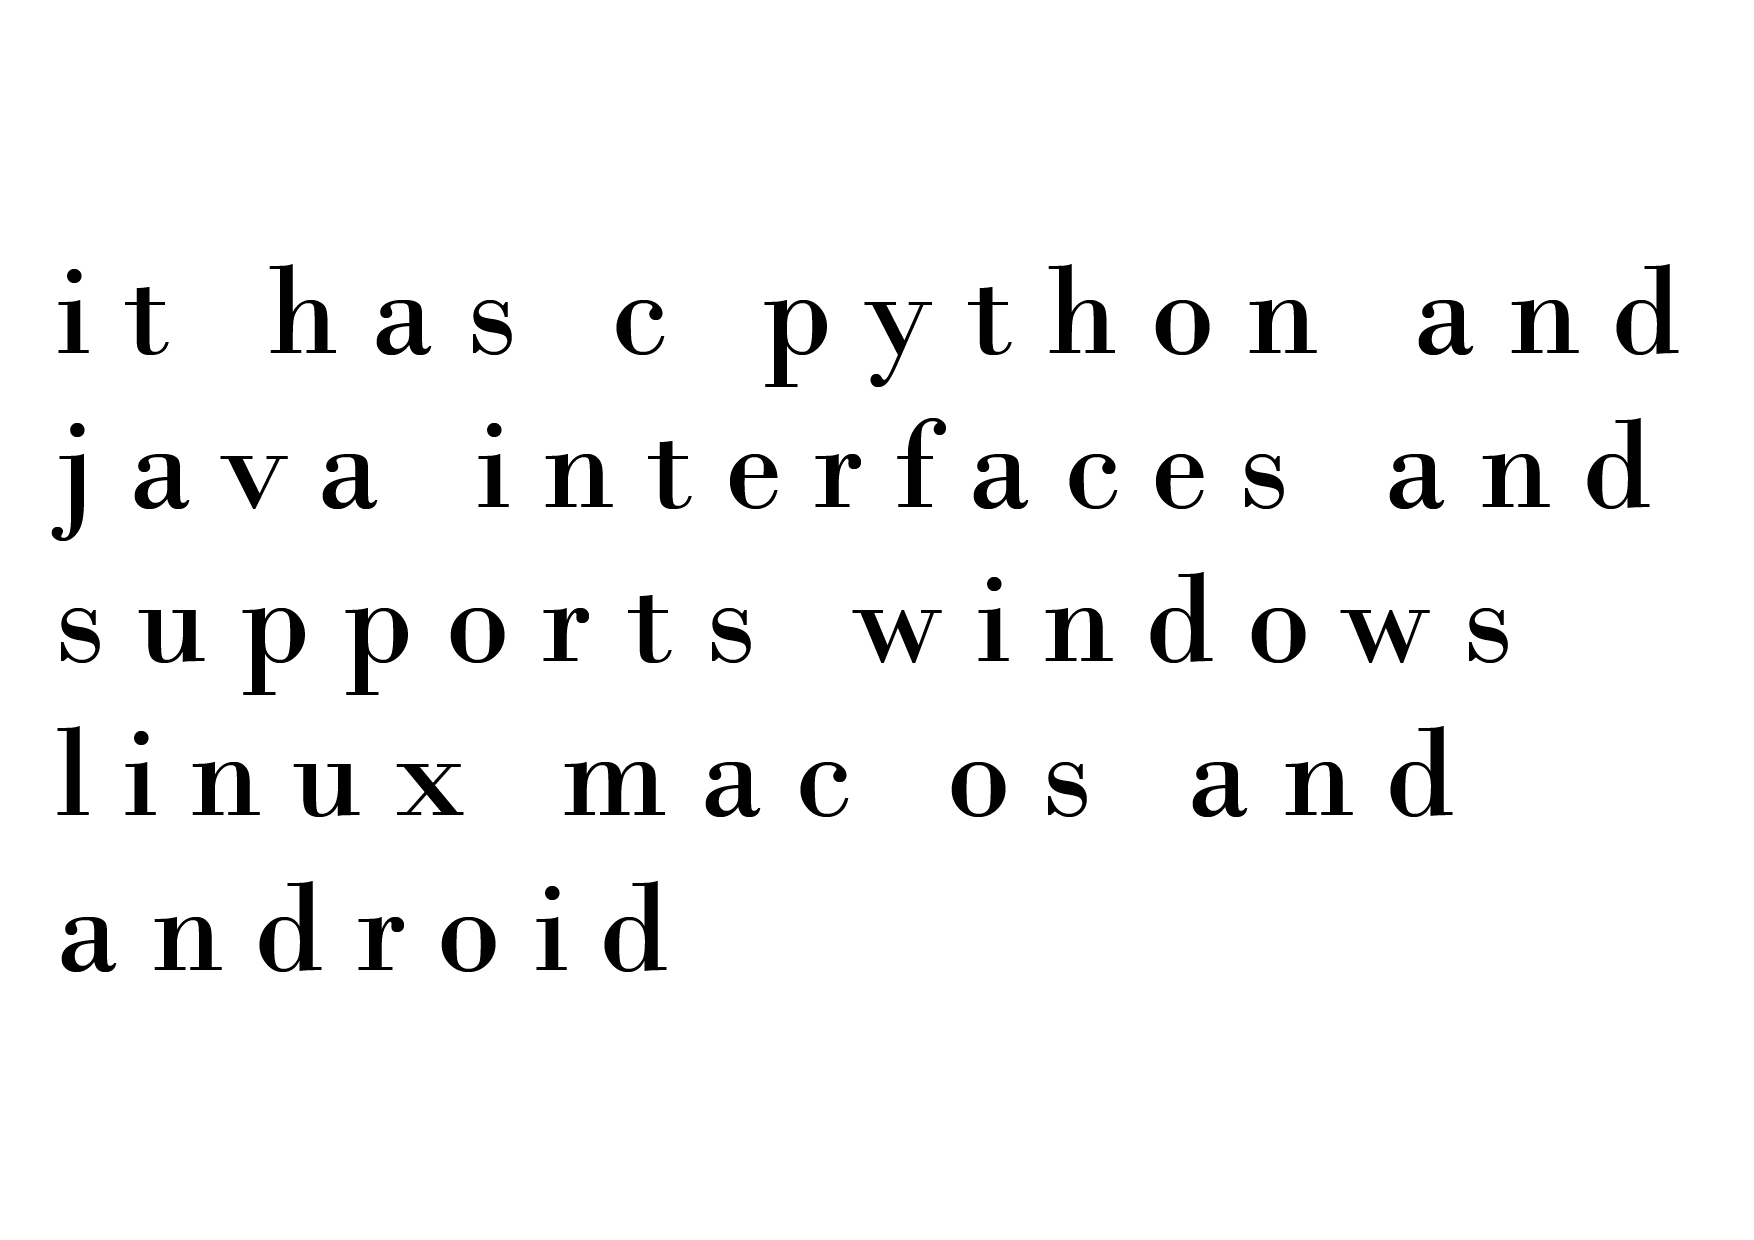 it has c python and
java interfaces and
supports windows
linux mac os and
android